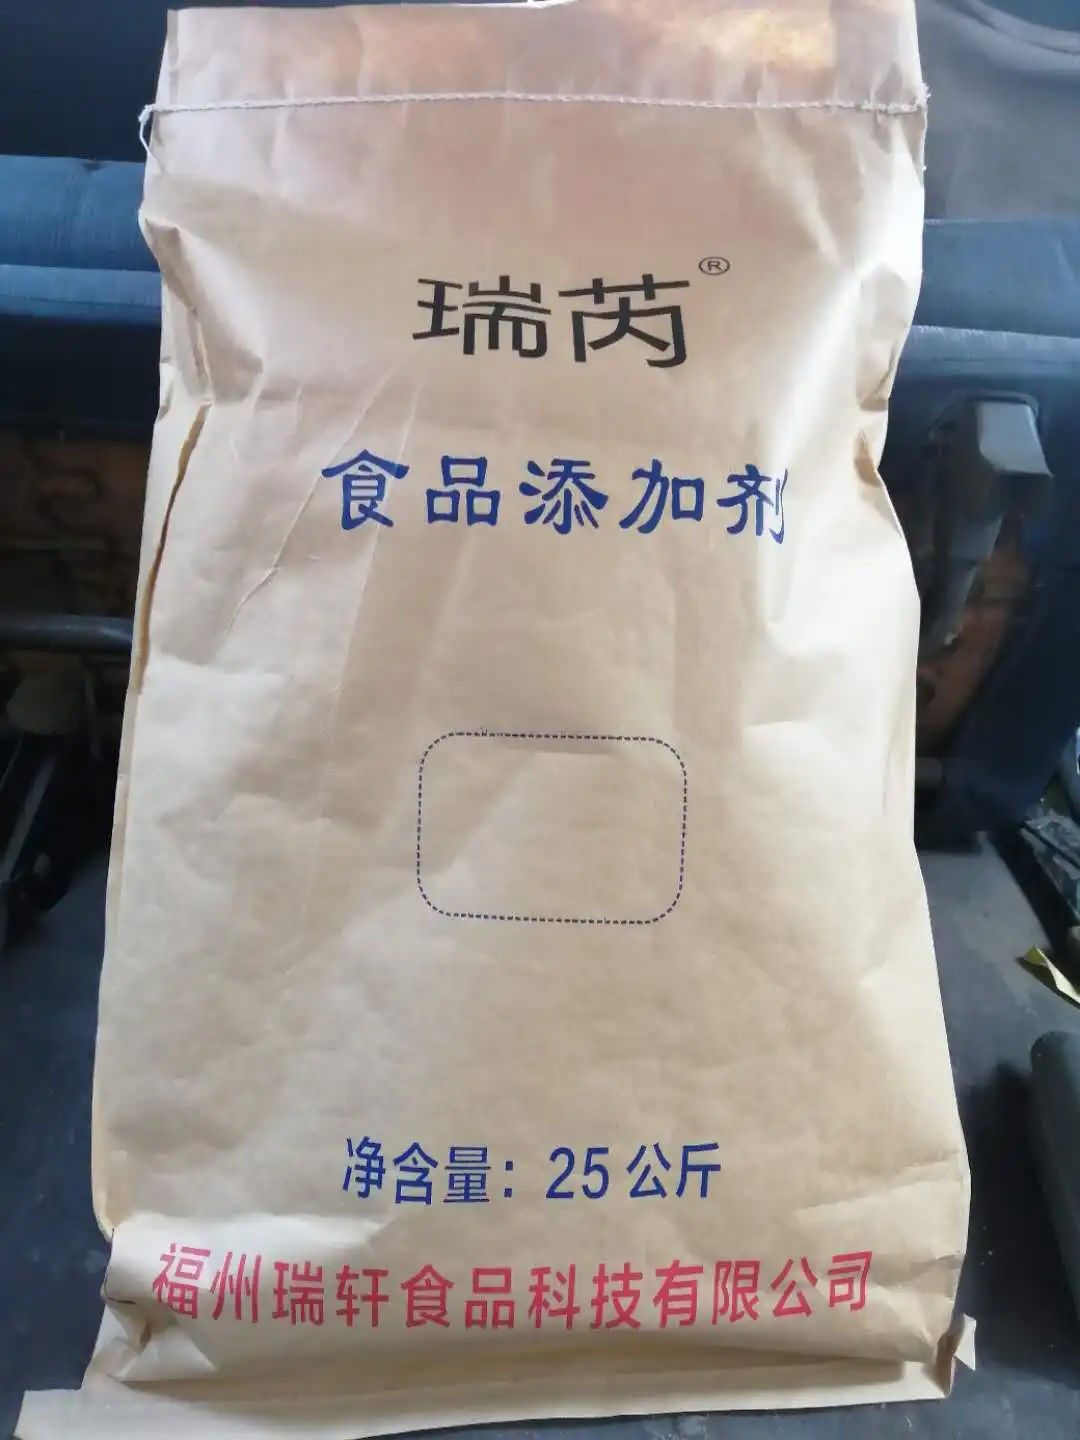 瑞芮®
食品添加剂
净含量：25公斤
福州瑞轩食品科技有限公司